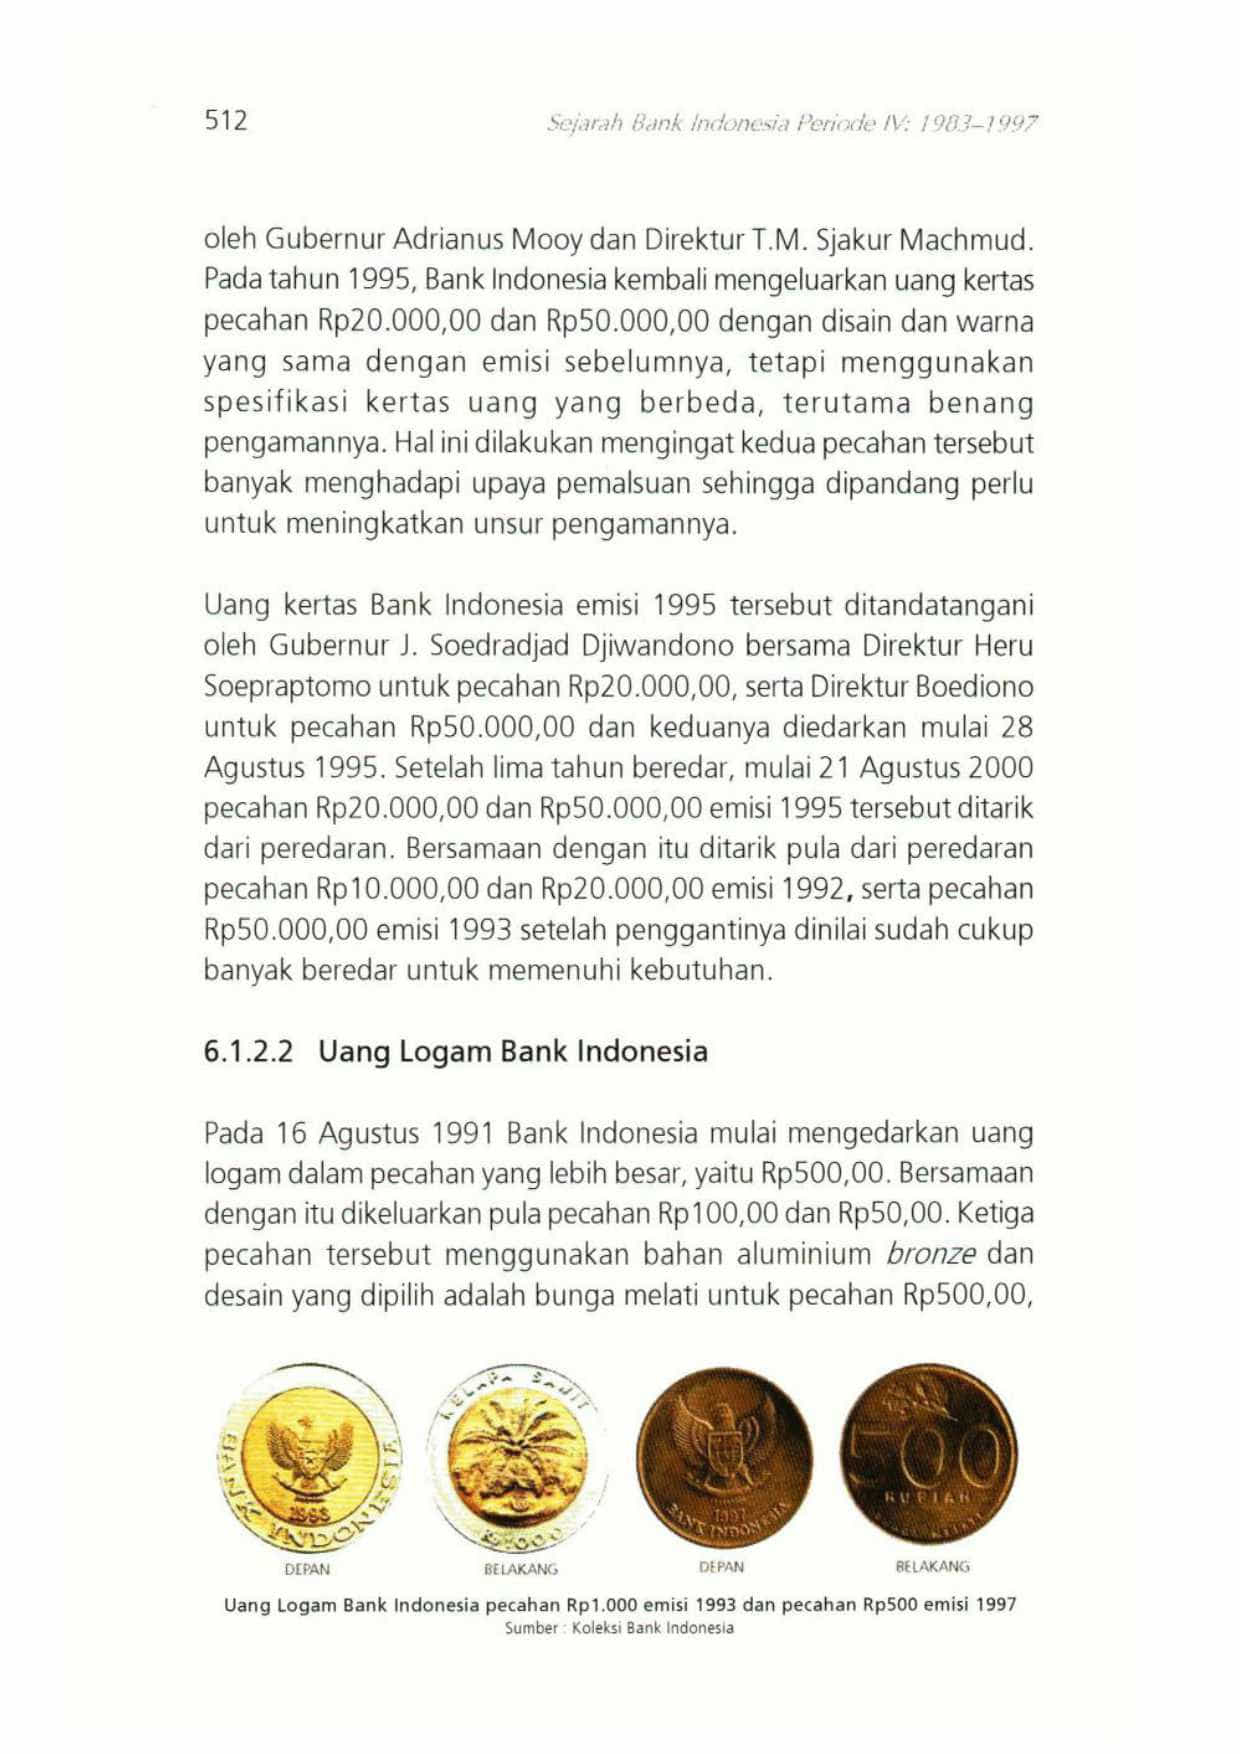 512
Sejarah Bank Indonesia Periode IV: 1983–1997
oleh Gubernur Adrianus Mooy dan Direktur T.M. Sjakur Machmud.
Pada tahun 1995, Bank Indonesia kembali mengeluarkan uang kertas
pecahan Rp20.000,00 dan Rp50.000,00 dengan disain dan warna
yang sama dengan emisi sebelumnya, tetapi menggunakan
spesifikasi kertas uang yang berbeda, terutama benang
pengamannya. Hal ini dilakukan mengingat kedua pecahan tersebut
banyak menghadapi upaya pemalsuan sehingga dipandang perlu
untuk meningkatkan unsur pengamannya.
Uang kertas Bank Indonesia emisi 1995 tersebut ditandatangani
oleh Gubernur J. Soedradjad Djiwandono bersama Direktur Heru
Soepraptomo untuk pecahan Rp20.000,00, serta Direktur Boediono
untuk pecahan Rp50.000,00 dan keduanya diedarkan mulai 28
Agustus 1995. Setelah lima tahun beredar, mulai 21 Agustus 2000
pecahan Rp20.000,00 dan Rp50.000,00 emisi 1995 tersebut ditarik
dari peredaran. Bersamaan dengan itu ditarik pula dari peredaran
pecahan Rp10.000,00 dan Rp20.000,00 emisi 1992, serta pecahan
Rp50.000,00 emisi 1993 setelah penggantinya dinilai sudah cukup
banyak beredar untuk memenuhi kebutuhan.
6.1.2.2 Uang Logam Bank Indonesia
Pada 16 Agustus 1991 Bank Indonesia mulai mengedarkan uang
logam dalam pecahan yang lebih besar, yaitu Rp500,00. Bersamaan
dengan itu dikeluarkan pula pecahan Rp100,00 dan Rp50,00. Ketiga
pecahan tersebut menggunakan bahan aluminium bronze dan
desain yang dipilih adalah bunga melati untuk pecahan Rp500,00,
1993
BANK INDONESIA
KELAPA SAWIT
Rp1000
1997
BANK INDONESIA
500
RUPIAH
DEPAN
BELAKANG
DEPAN
BELAKANG
Uang Logam Bank Indonesia pecahan Rp1.000 emisi 1993 dan pecahan Rp500 emisi 1997
Sumber : Koleksi Bank Indonesia